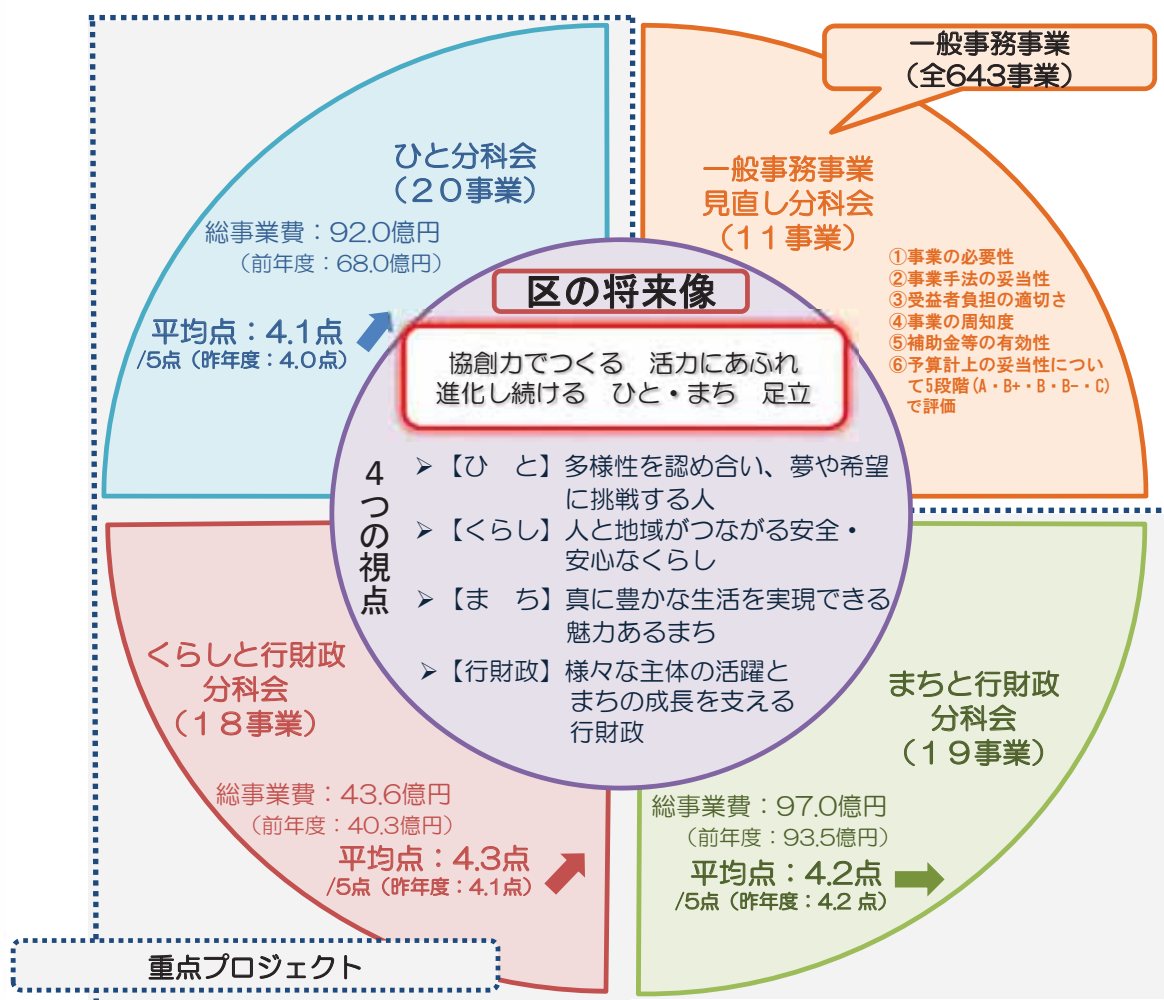 一般事務事業
（全643事業）
ひと分科会
（２０事業）
総事業費：92.0億円
（前年度：68.0億円）
平均点：4.1点
/5点（昨年度：4.0点）
一般事務事業
見直し分科会
（１１事業）
①事業の必要性
②事業手法の妥当性
③受益者負担の適切さ
④事業の周知度
⑤補助金等の有効性
⑥予算計上の妥当性につい
て5段階(A・B+・B・B-・C)
で評価
区の将来像
協創力でつくる　活力にあふれ
進化し続ける　ひと・まち　足立
4つの視点
➢【ひ　と】多様性を認め合い、夢や希望
に挑戦する人
➢【くらし】人と地域がつながる安全・
安心なくらし
➢【ま　ち】真に豊かな生活を実現できる
魅力あるまち
➢【行財政】様々な主体の活躍と
まちの成長を支える
行財政
くらしと行財政
分科会
（１８事業）
総事業費：43.6億円
（前年度：40.3億円）
平均点：4.3点
/5点（昨年度：4.1点）
まちと行財政
分科会
（１９事業）
総事業費：97.0億円
（前年度：93.5億円）
平均点：4.2点
/5点（昨年度：4.2 点）
重点プロジェクト